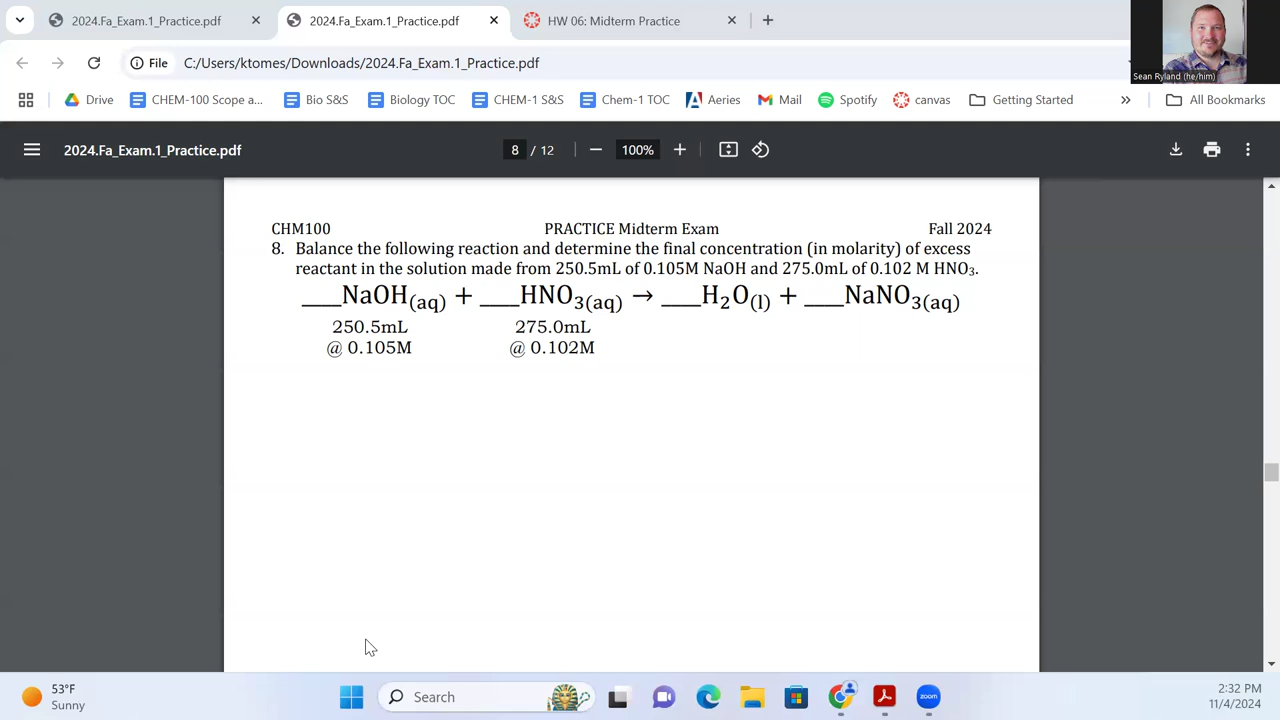 2024.Fa_Exam.1_Practice.pdf
2024.Fa_Exam.1_Practice.pdf
HW 06: Midterm Practice
Sean Ryland (he/him)
File
C:/Users/ktomes/Downloads/2024.Fa_Exam.1_Practice.pdf
Drive
CHEM-100 Scope a...
Bio S&S
Biology TOC
CHEM-1 S&S
Chem-1 TOC
Aeries
Mail
Spotify
canvas
Getting Started
All Bookmarks
2024.Fa_Exam.1_Practice.pdf
8 / 12
100%
CHM100 PRACTICE Midterm Exam Fall 2024
8. Balance the following reaction and determine the final concentration (in molarity) of excess
reactant in the solution made from 250.5mL of 0.105M NaOH and 275.0mL of 0.102 M HNO₃.
____NaOH(aq) + ____HNO₃(aq) → ____H₂O(l) + ____NaNO₃(aq)
250.5mL 275.0mL
@ 0.105M @ 0.102M
53°F
Sunny
Search
zoom
2:32 PM
11/4/2024